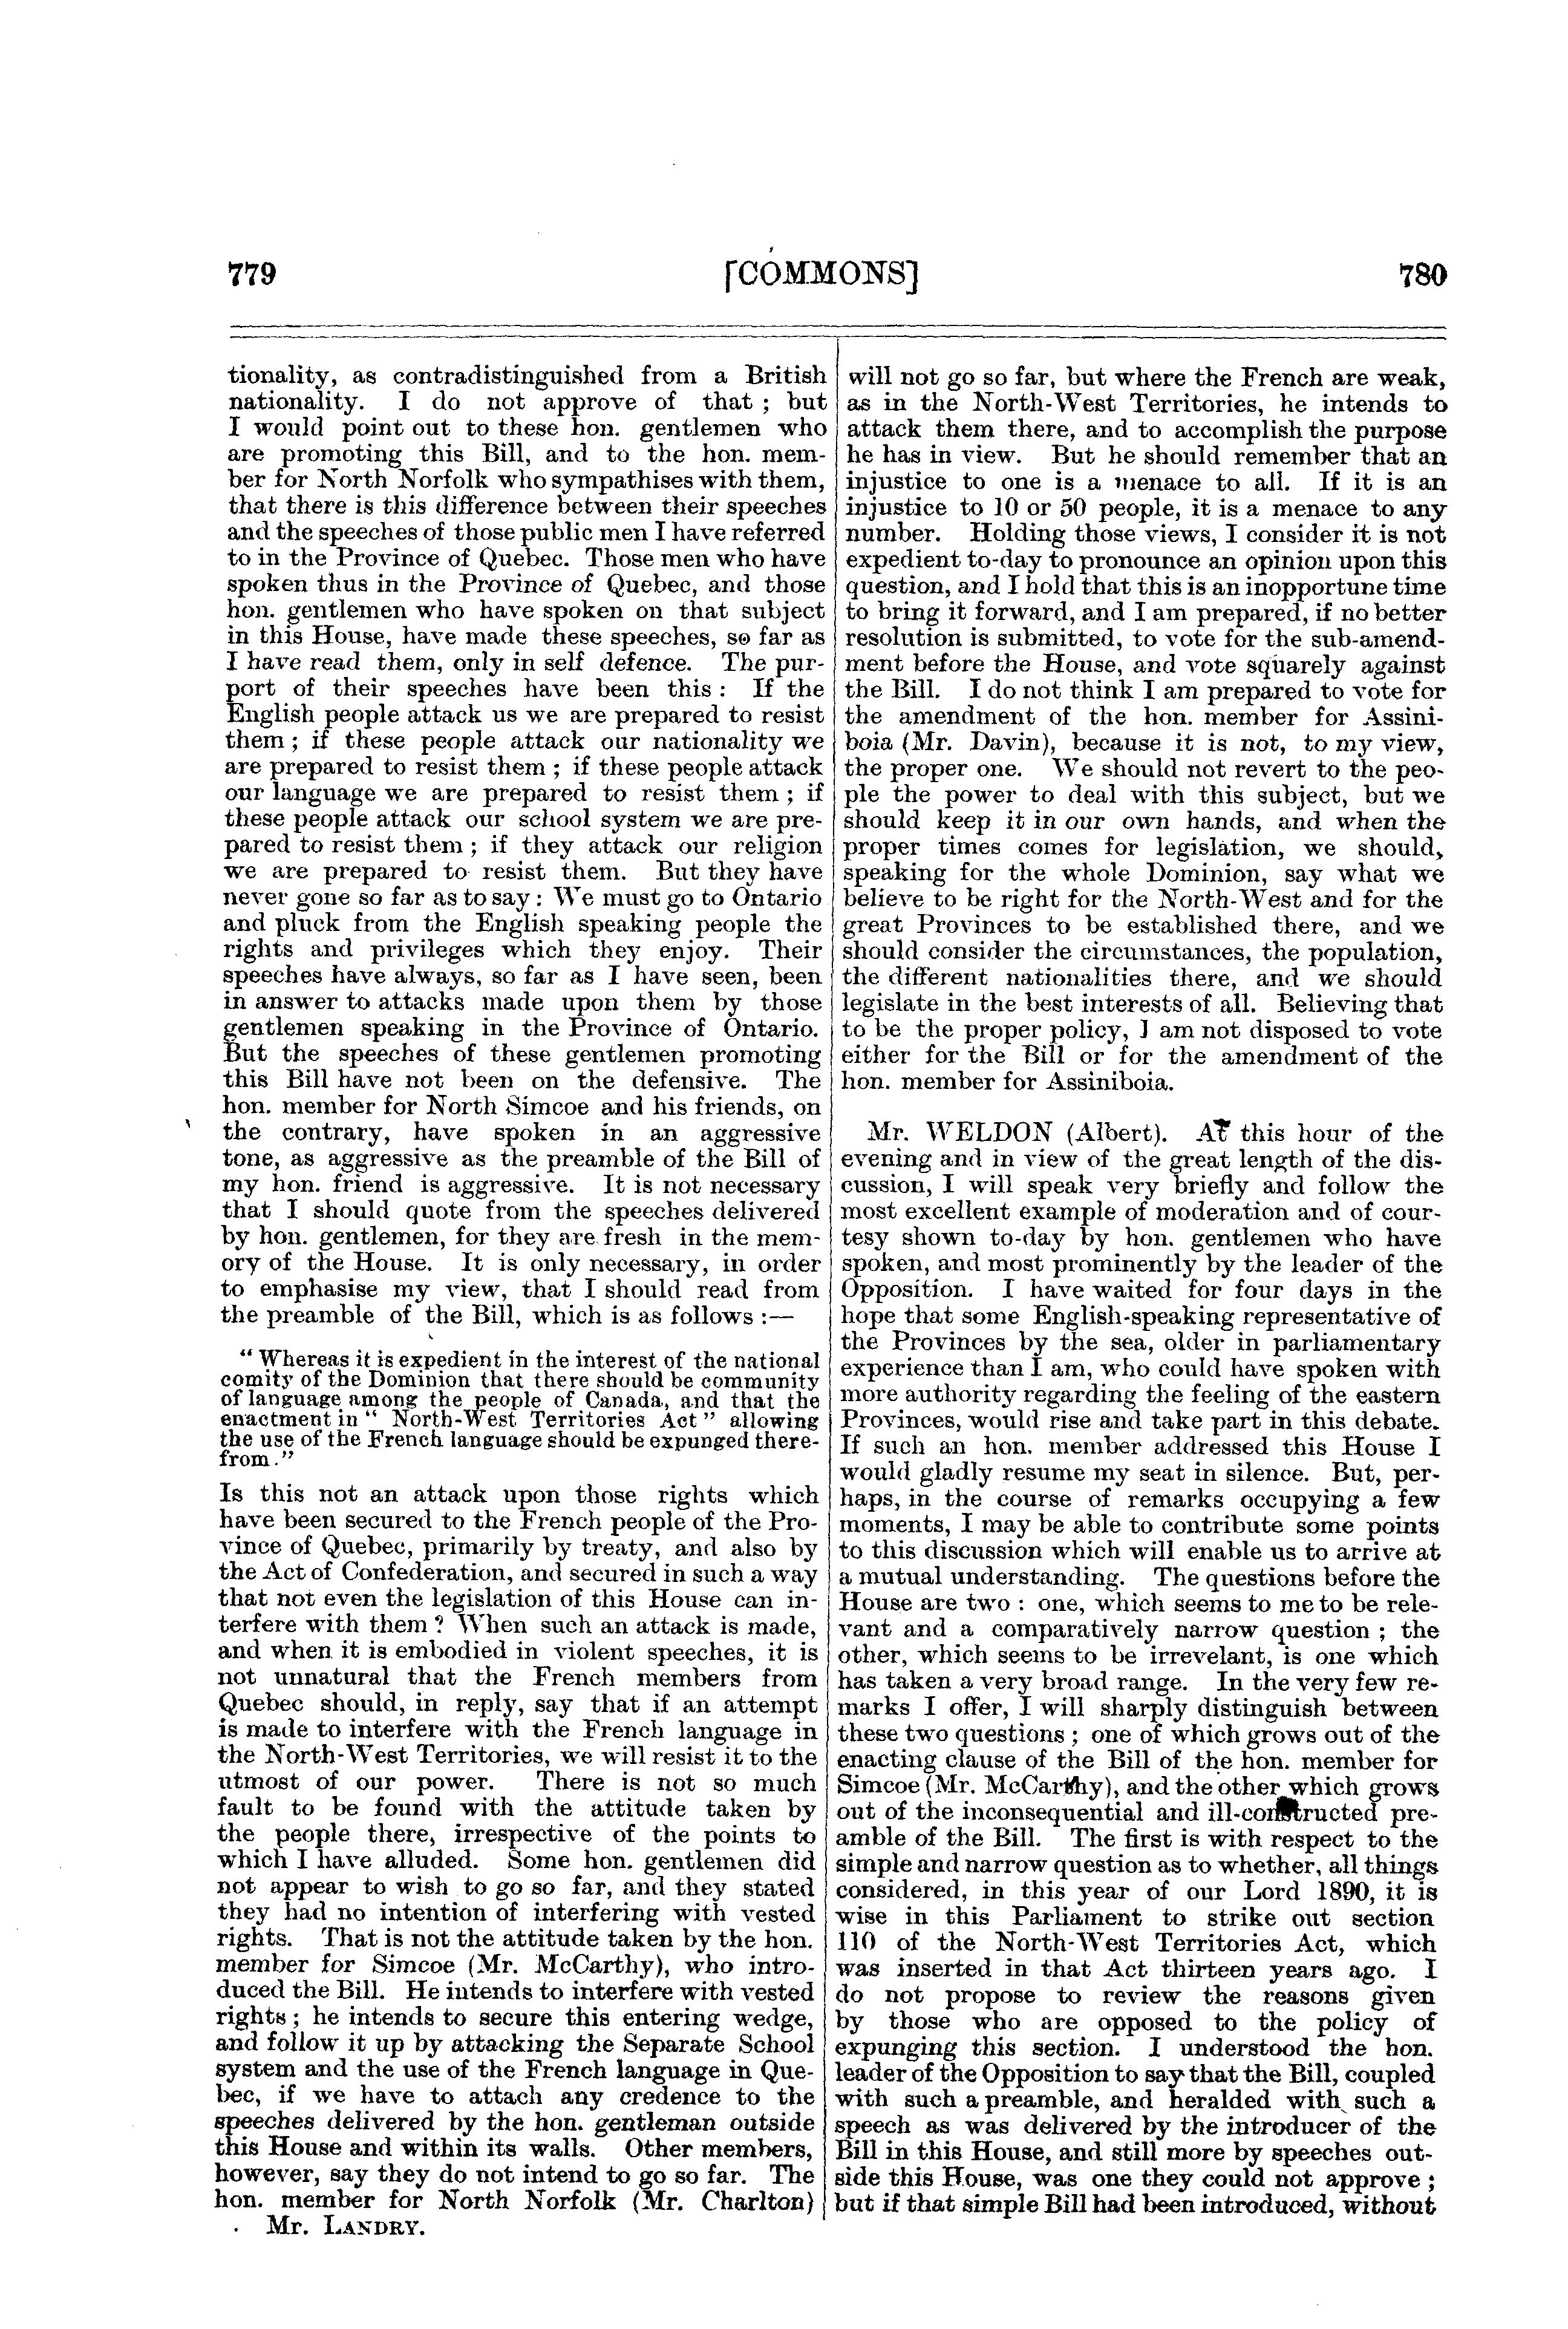 779 [COMMONS] 780
tionality, as contradistinguished from a British
nationality. I do not approve of that ; but
I would point out to these hon. gentlemen who
are promoting this Bill, and to the hon. mem-
ber for North Norfolk who sympathises with them,
that there is this difference between their speeches
and the speeches of those public men I have referred
to in the Province of Quebec. Those men who have
spoken thus in the Province of Quebec, and those
hon. gentlemen who have spoken on that subject
in this House, have made these speeches, so far as
I have read them, only in self defence. The pur-
port of their speeches have been this : If the
English people attack us we are prepared to resist
them ; if these people attack our nationality we
are prepared to resist them ; if these people attack
our language we are prepared to resist them ; if
these people attack our school system we are pre-
pared to resist them ; if they attack our religion
we are prepared to resist them. But they have
never gone so far as to say : We must go to Ontario
and pluck from the English speaking people the
rights and privileges which they enjoy. Their
speeches have always, so far as I have seen, been
in answer to attacks made upon them by those
gentlemen speaking in the Province of Ontario.
But the speeches of these gentlemen promoting
this Bill have not been on the defensive. The
hon. member for North Simcoe and his friends, on
the contrary, have spoken in an aggressive
tone, as aggressive as the preamble of the Bill of
my hon. friend is aggressive. It is not necessary
that I should quote from the speeches delivered
by hon. gentlemen, for they are fresh in the mem-
ory of the House. It is only necessary, in order
to emphasise my view, that I should read from
the preamble of the Bill, which is as follows :—
" Whereas it is expedient in the interest of the national
comity of the Dominion that there should be community
of language among the people of Canada, and that the
enactment in " North-West Territories Act " allowing
the use of the French language should be expunged there-
from."
Is this not an attack upon those rights which
have been secured to the French people of the Pro-
vince of Quebec, primarily by treaty, and also by
the Act of Confederation, and secured in such a way
that not even the legislation of this House can in-
terfere with them ? When such an attack is made,
and when it is embodied in violent speeches, it is
not unnatural that the French members from
Quebec should, in reply, say that if an attempt
is made to interfere with the French language in
the North-West Territories, we will resist it to the
utmost of our power. There is not so much
fault to be found with the attitude taken by
the people there, irrespective of the points to
which I have alluded. Some hon. gentlemen did
not appear to wish to go so far, and they stated
they had no intention of interfering with vested
rights. That is not the attitude taken by the hon.
member for Simcoe (Mr. McCarthy), who intro-
duced the Bill. He intends to interfere with vested
rights ; he intends to secure this entering wedge,
and follow it up by attacking the Separate School
system and the use of the French language in Que-
bec, if we have to attach any credence to the
speeches delivered by the hon. gentleman outside
this House and within its walls. Other members,
however, say they do not intend to go so far. The
hon. member for North Norfolk (Mr. Charlton)
Mr. LANDRY.
will not go so far, but where the French are weak,
as in the North-West Territories, he intends to
attack them there, and to accomplish the purpose
he has in view. But he should remember that an
injustice to one is a menace to all. If it is an
injustice to 10 or 50 people, it is a menace to any
number. Holding those views, I consider it is not
expedient to-day to pronounce an opinion upon this
question, and I hold that this is an inopportune time
to bring it forward, and I am prepared, if no better
resolution is submitted, to vote for the sub-amend-
ment before the House, and vote squarely against
the Bill. I do not think I am prepared to vote for
the amendment of the hon. member for Assini-
boia (Mr. Davin), because it is not, to my view,
the proper one. We should not revert to the peo-
ple the power to deal with this subject, but we
should keep it in our own hands, and when the
proper times comes for legislation, we should,
speaking for the whole Dominion, say what we
believe to be right for the North-West and for the
great Provinces to be established there, and we
should consider the circumstances, the population,
the different nationalities there, and we should
legislate in the best interests of all. Believing that
to be the proper policy, I am not disposed to vote
either for the Bill or for the amendment of the
hon. member for Assiniboia.
Mr. WELDON (Albert). At this hour of the
evening and in view of the great length of the dis-
cussion, I will speak very briefly and follow the
most excellent example of moderation and of cour-
tesy shown to-day by hon. gentlemen who have
spoken, and most prominently by the leader of the
Opposition. I have waited for four days in the
hope that some English-speaking representative of
the Provinces by the sea, older in parliamentary
experience than I am, who could have spoken with
more authority regarding the feeling of the eastern
Provinces, would rise and take part in this debate.
If such an hon. member addressed this House I
would gladly resume my seat in silence. But, per-
haps, in the course of remarks occupying a few
moments, I may be able to contribute some points
to this discussion which will enable us to arrive at
a mutual understanding. The questions before the
House are two : one, which seems to me to be rele-
vant and a comparatively narrow question ; the
other, which seems to be irrevelant, is one which
has taken a very broad range. In the very few re-
marks I offer, I will sharply distinguish between
these two questions ; one of which grows out of the
enacting clause of the Bill of the hon. member for
Simcoe (Mr. McCarthy), and the other which grows
out of the inconsequential and ill-constructed pre-
amble of the Bill. The first is with respect to the
simple and narrow question as to whether, all things
considered, in this year of our Lord 1890, it is
wise in this Parliament to strike out section
110 of the North-West Territories Act, which
was inserted in that Act thirteen years ago. I
do not propose to review the reasons given
by those who are opposed to the policy of
expunging this section. I understood the hon.
leader of the Opposition to say that the Bill, coupled
with such a preamble, and heralded with such a
speech as was delivered by the introducer of the
Bill in this House, and still more by speeches out-
side this House, was one they could not approve ;
but if that simple Bill had been introduced, without